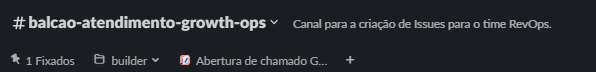 # balcao-atendimento-growth-ops Canal para a criação de Issues para o time RevOps.
1 Fixados builder Abertura de chamado G... +